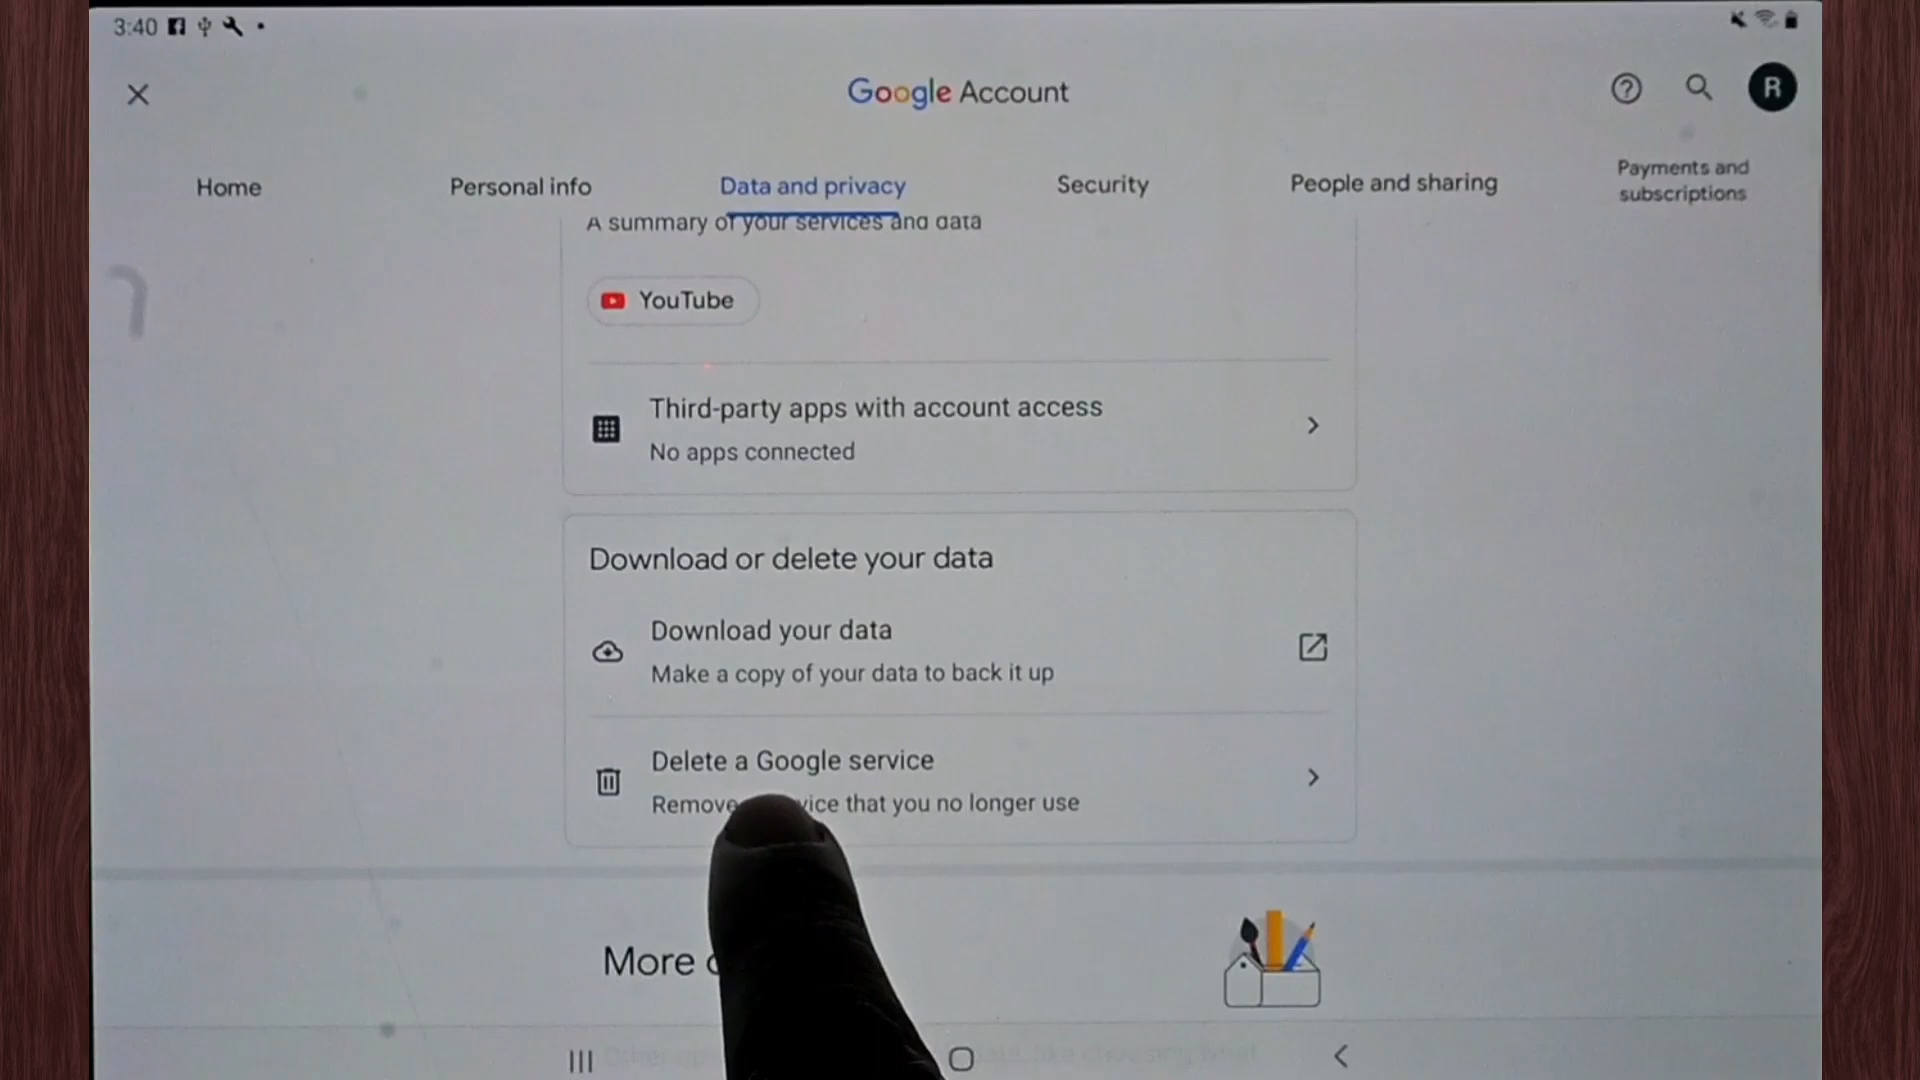 3:40
Google Account
R
Home
Personal info
Data and privacy
Security
People and sharing
Payments and
subscriptions
A summary of your services and data
YouTube
Third-party apps with account access
No apps connected
Download or delete your data
Download your data
Make a copy of your data to back it up
Delete a Google service
Remove that you no longer use
More